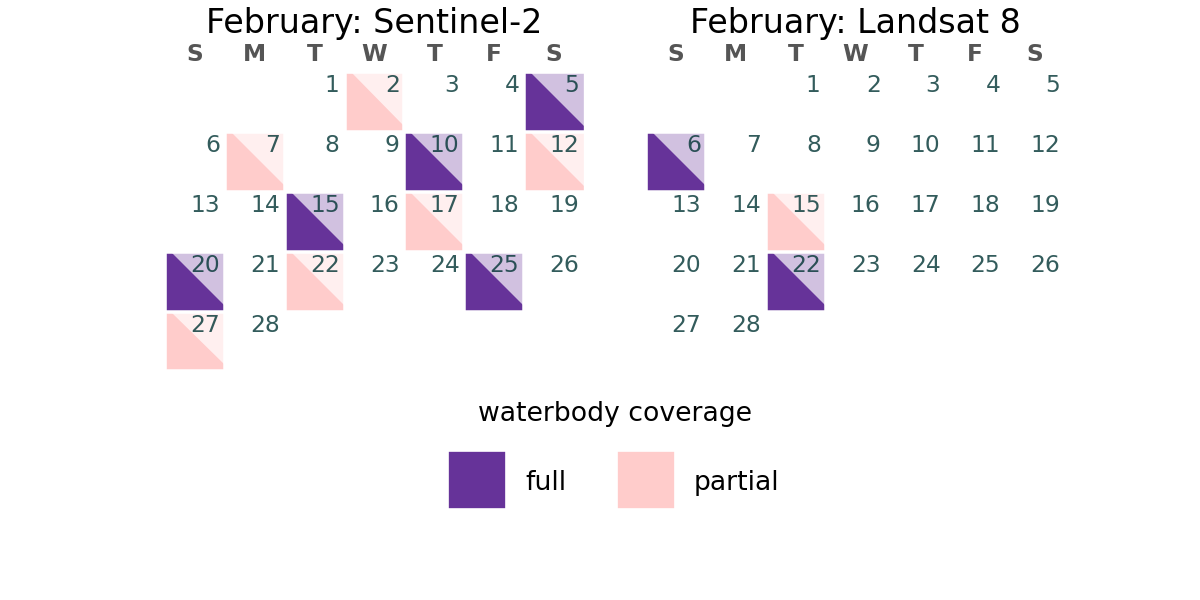 February: Sentinel-2
S M T W T F S
1 2 3 4 5
6 7 8 9 10 11 12
13 14 15 16 17 18 19
20 21 22 23 24 25 26
27 28
February: Landsat 8
S M T W T F S
1 2 3 4 5
6 7 8 9 10 11 12
13 14 15 16 17 18 19
20 21 22 23 24 25 26
27 28
waterbody coverage
full
partial